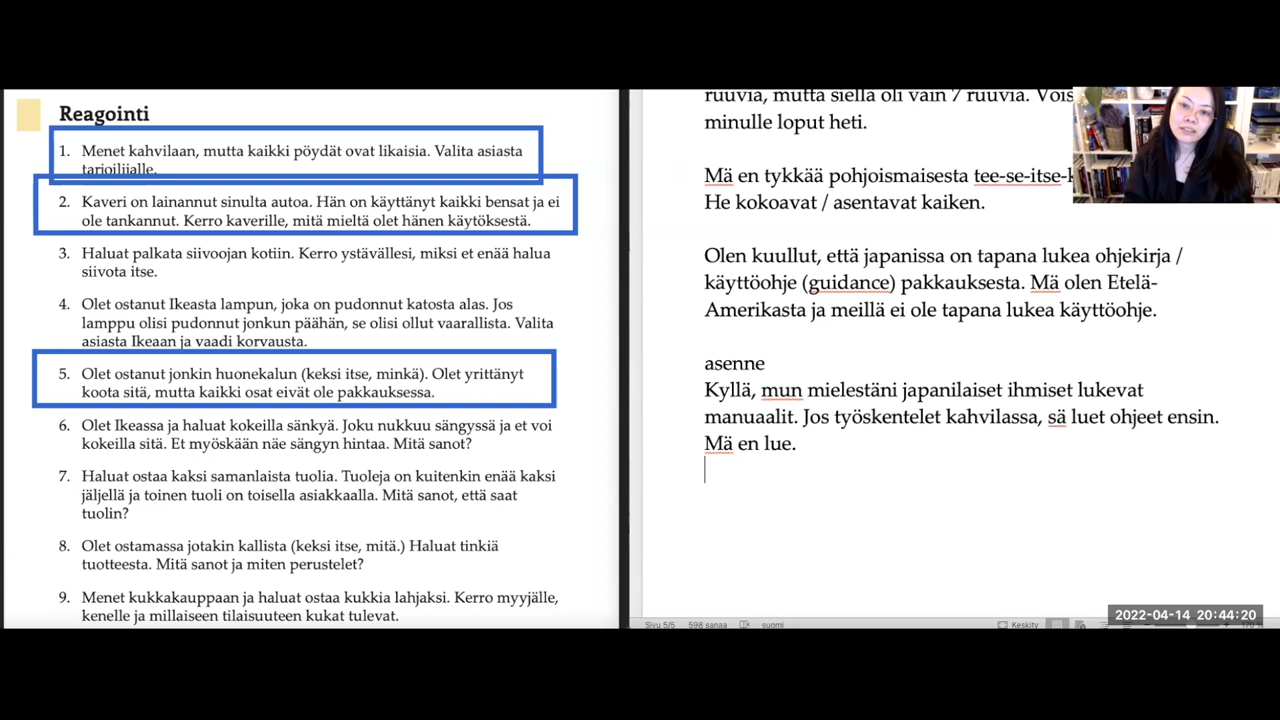 Reagointi
1. Menet kahvilaan, mutta kaikki pöydät ovat likaisia. Valita asiasta
tarjoilijalle.
2. Kaveri on lainannut sinulta autoa. Hän on käyttänyt kaikki bensat ja ei
ole tankannut. Kerro kaverille, mitä mieltä olet hänen käytöksestä.
3. Haluat palkata siivoojan kotiin. Kerro ystävällesi, miksi et enää halua
siivota itse.
4. Olet ostanut Ikeasta lampun, joka on pudonnut katosta alas. Jos
lamppu olisi pudonnut jonkun päähän, se olisi ollut vaarallista. Valita
asiasta Ikeaan ja vaadi korvausta.
5. Olet ostanut jonkin huonekalun (keksi itse, minkä). Olet yrittänyt
koota sitä, mutta kaikki osat eivät ole pakkauksessa.
6. Olet Ikeassa ja haluat kokeilla sänkyä. Joku nukkuu sängyssä ja et voi
kokeilla sitä. Et myöskään näe sängyn hintaa. Mitä sanot?
7. Haluat ostaa kaksi samanlaista tuolia. Tuoleja on kuitenkin enää kaksi
jäljellä ja toinen tuoli on toisella asiakkaalla. Mitä sanot, että saat
tuolin?
8. Olet ostamassa jotakin kallista (keksi itse, mitä.) Haluat tinkiä
tuotteesta. Mitä sanot ja miten perustelet?
9. Menet kukkakauppaan ja haluat ostaa kukkia lahjaksi. Kerro myyjälle,
kenelle ja millaiseen tilaisuuteen kukat tulevat.
ruuvia, mutta siellä oli vain 7 ruuvia. Vois
minulle loput heti.
Mä en tykkää pohjoismaisesta tee-se-itse-k
He kokoavat / asentavat kaiken.
Olen kuullut, että japanissa on tapana lukea ohjekirja /
käyttöohje (guidance) pakkauksesta. Mä olen Etelä-
Amerikasta ja meillä ei ole tapana lukea käyttöohje.
asenne
Kyllä, mun mielestäni japanilaiset ihmiset lukevat
manuaalit. Jos työskentelet kahvilassa, sä luet ohjeet ensin.
Mä en lue.
2022-04-14 20:44:20
Sivu 5/5 598 sanaa suomi Keskity